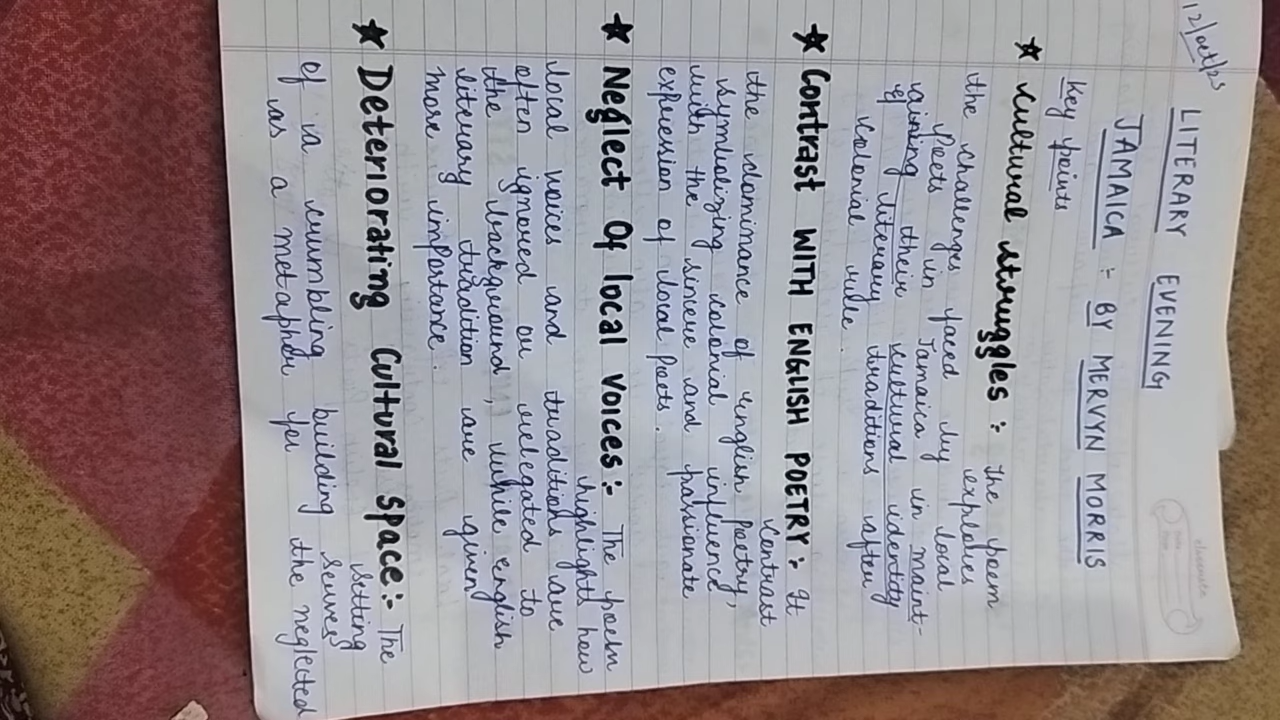 12/oct/23
LITERARY EVENING
JAMAICA :- BY MERVYN MORRIS
Key points
★ Cultural struggles :- The poem explores
the challenges faced by local
Poets in Jamaica in maint-
aining their cultural identity
& literary traditions after
colonial rule.
★ Contrast WITH ENGLISH POETRY :- It contrast
the dominance of english poetry,
symbolizing colonial influence
with the sincere and passionate
expression of local poets.
★ Neglect Of local voices :- The poem
highlights how
local voices and traditions are
often ignored or relegated to
the background, while english
literary tradition are given
more importance.
★ Deteriorating Cultural Space :- The
setting
of a crumbling building serves
as a metaphor for the neglected